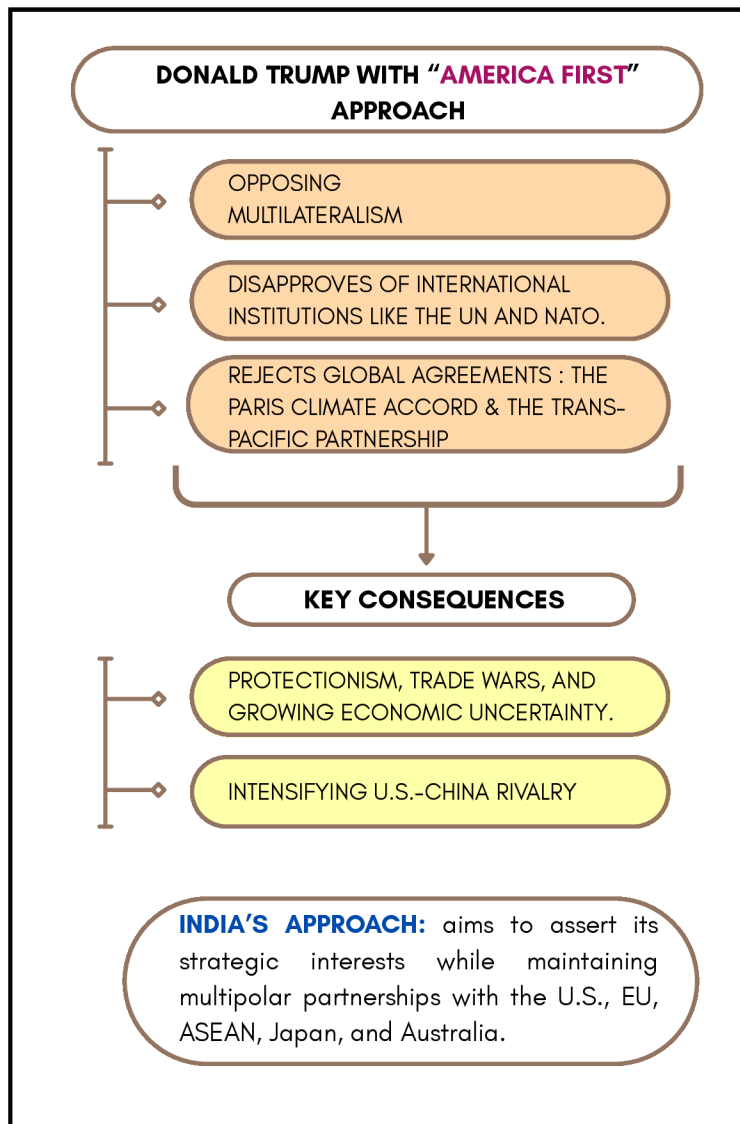 DONALD TRUMP WITH “AMERICA FIRST”
APPROACH
OPPOSING
MULTILATERALISM
DISAPPROVES OF INTERNATIONAL
INSTITUTIONS LIKE THE UN AND NATO.
REJECTS GLOBAL AGREEMENTS : THE
PARIS CLIMATE ACCORD & THE TRANS-
PACIFIC PARTNERSHIP
KEY CONSEQUENCES
PROTECTIONISM, TRADE WARS, AND
GROWING ECONOMIC UNCERTAINTY.
INTENSIFYING U.S.-CHINA RIVALRY
INDIA’S APPROACH: aims to assert its
strategic interests while maintaining
multipolar partnerships with the U.S., EU,
ASEAN, Japan, and Australia.